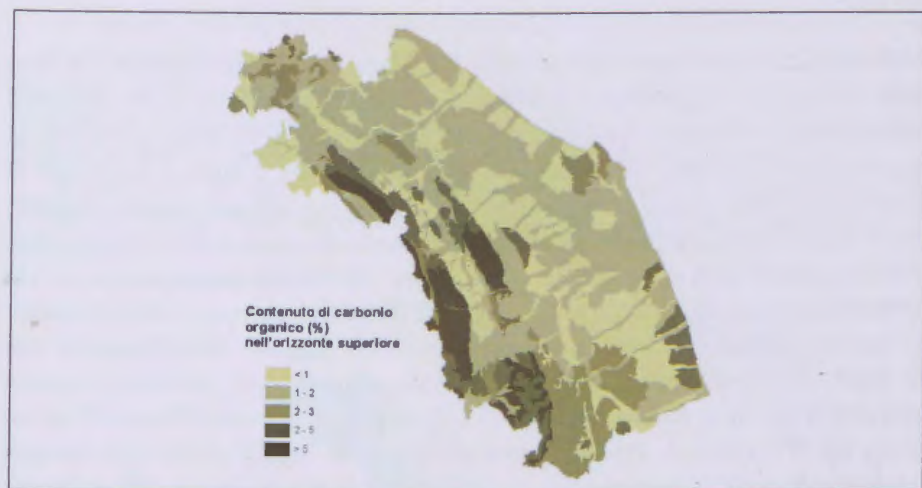 Contenuto di carbonio
organico (%)
nell'orizzonte superiore
< 1
1 - 2
2 - 3
2 - 5
> 5